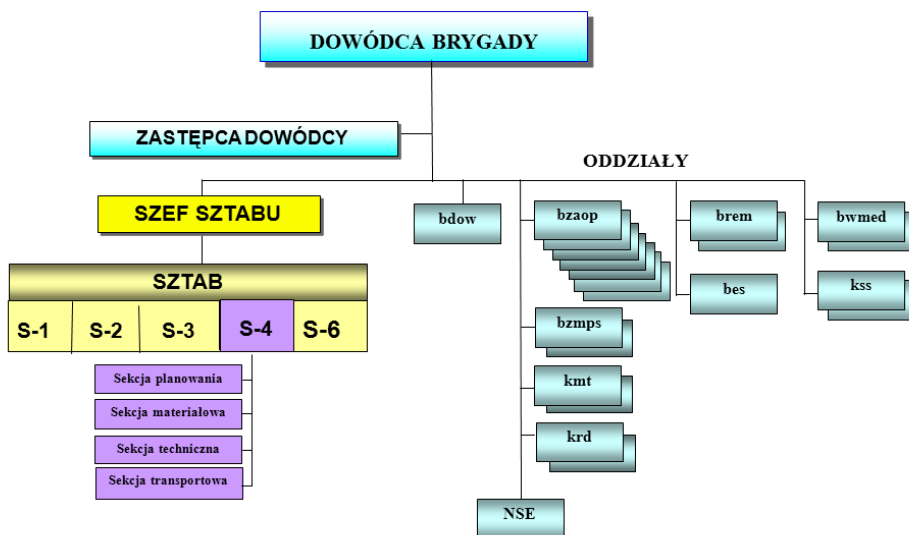 DOWÓDCA BRYGADY
ZASTĘPCA DOWÓDCY
ODDZIAŁY
SZEF SZTABU
bdow
bzaop
brem
bwmed
SZTAB
S-1
S-2
S-3
S-4
S-6
bes
kss
bzmps
Sekcja planowania
kmt
Sekcja materiałowa
krd
Sekcja techniczna
Sekcja transportowa
NSE